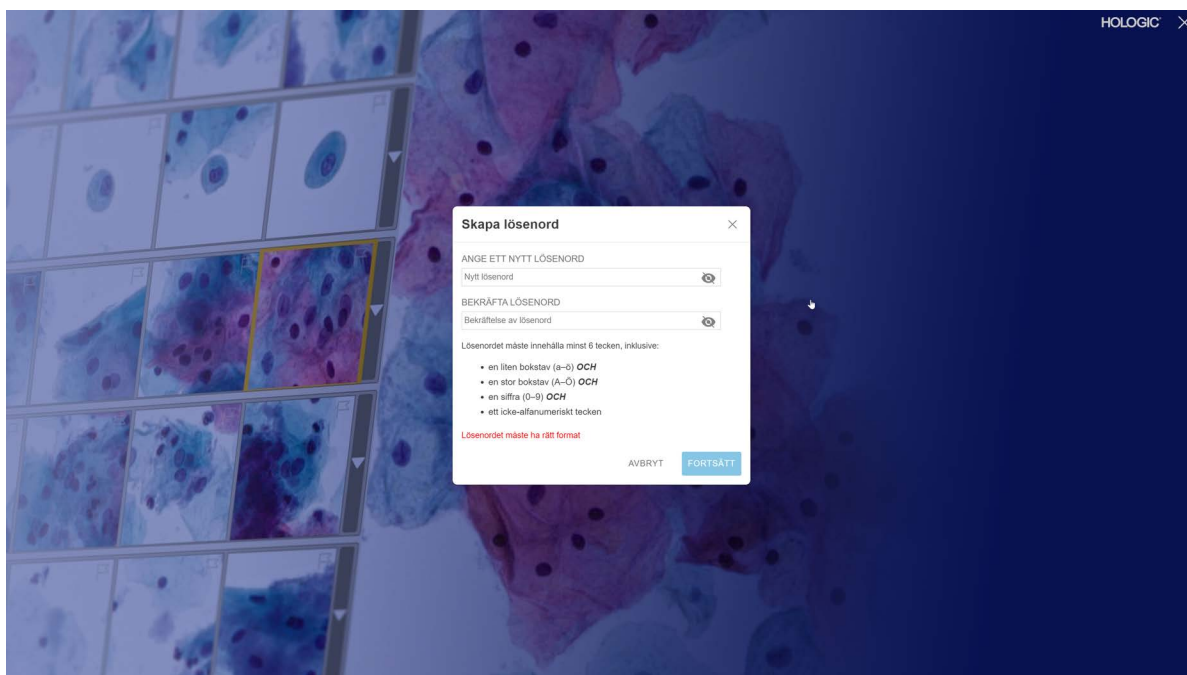 HOLOGIC
Skapa lösenord
ANGE ETT NYTT LÖSENORD
Nytt lösenord
BEKRÄFTA LÖSENORD
Bekräftelse av lösenord
Lösenordet måste innehålla minst 6 tecken, inklusive:
• en liten bokstav (a–ö) OCH
• en stor bokstav (A–Ö) OCH
• en siffra (0–9) OCH
• ett icke-alfanumeriskt tecken
Lösenordet måste ha rätt format
AVBRYT FORTSÄTT